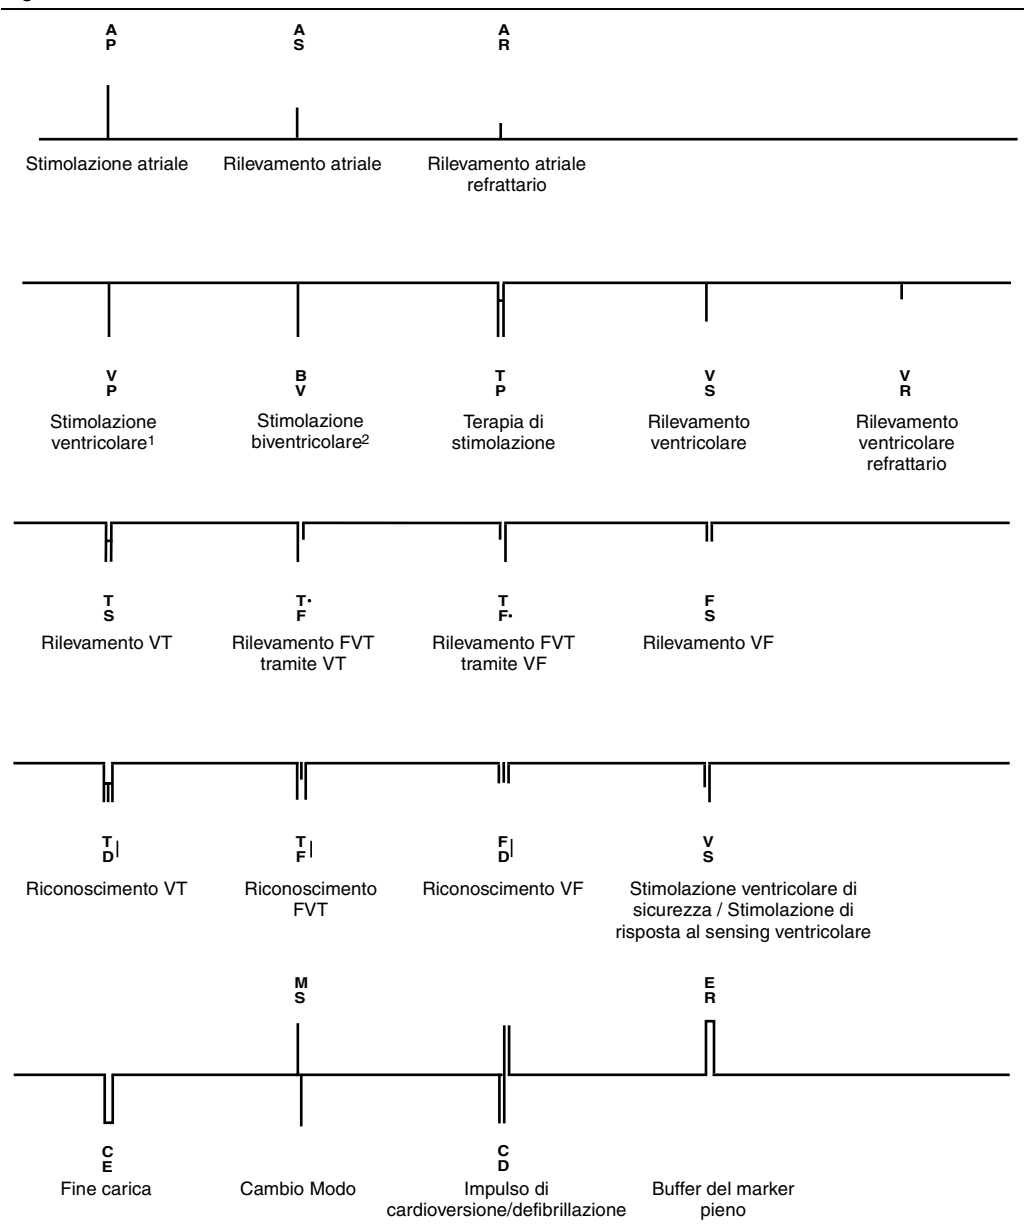 A A A
P S R
Stimolazione atriale Rilevamento atriale Rilevamento atriale
refrattario
V B T V V
P V P S R
Stimolazione Stimolazione Terapia di Rilevamento Rilevamento
ventricolare1 biventricolare2 stimolazione ventricolare ventricolare
refrattario
T T• T F
S F F• S
Rilevamento VT Rilevamento FVT Rilevamento FVT Rilevamento VF
tramite VT tramite VF
T T F V
D| F| D| S
Riconoscimento VT Riconoscimento Riconoscimento VF Stimolazione ventricolare di
FVT sicurezza / Stimolazione di
risposta al sensing ventricolare
M E
S R
C C
E D
Fine carica Cambio Modo Impulso di Buffer del marker
cardioversione/defibrillazione pieno